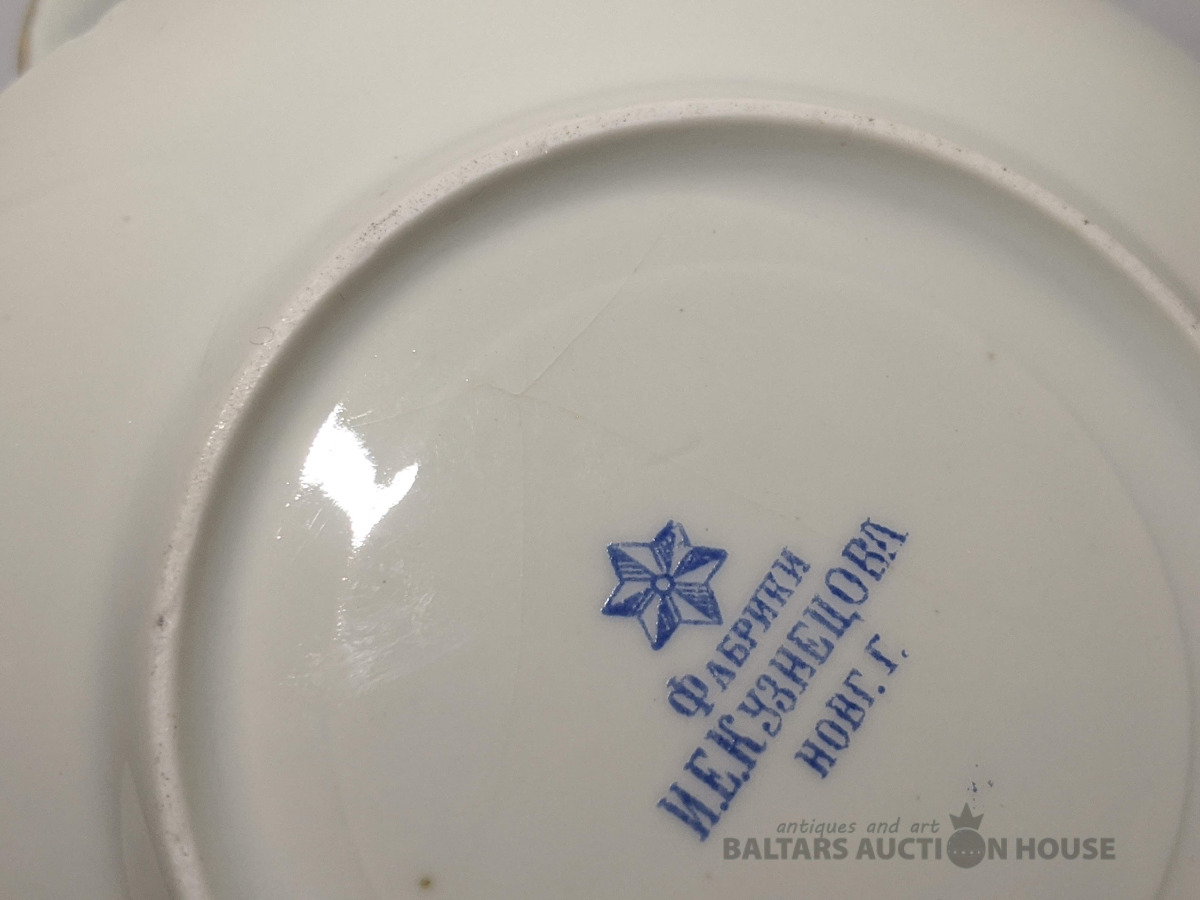 ФАБРИКИ
И.Е.КУЗНЕЦОВА
НОВГ. Г.
antiques and art
BALTARS AUCTION HOUSE